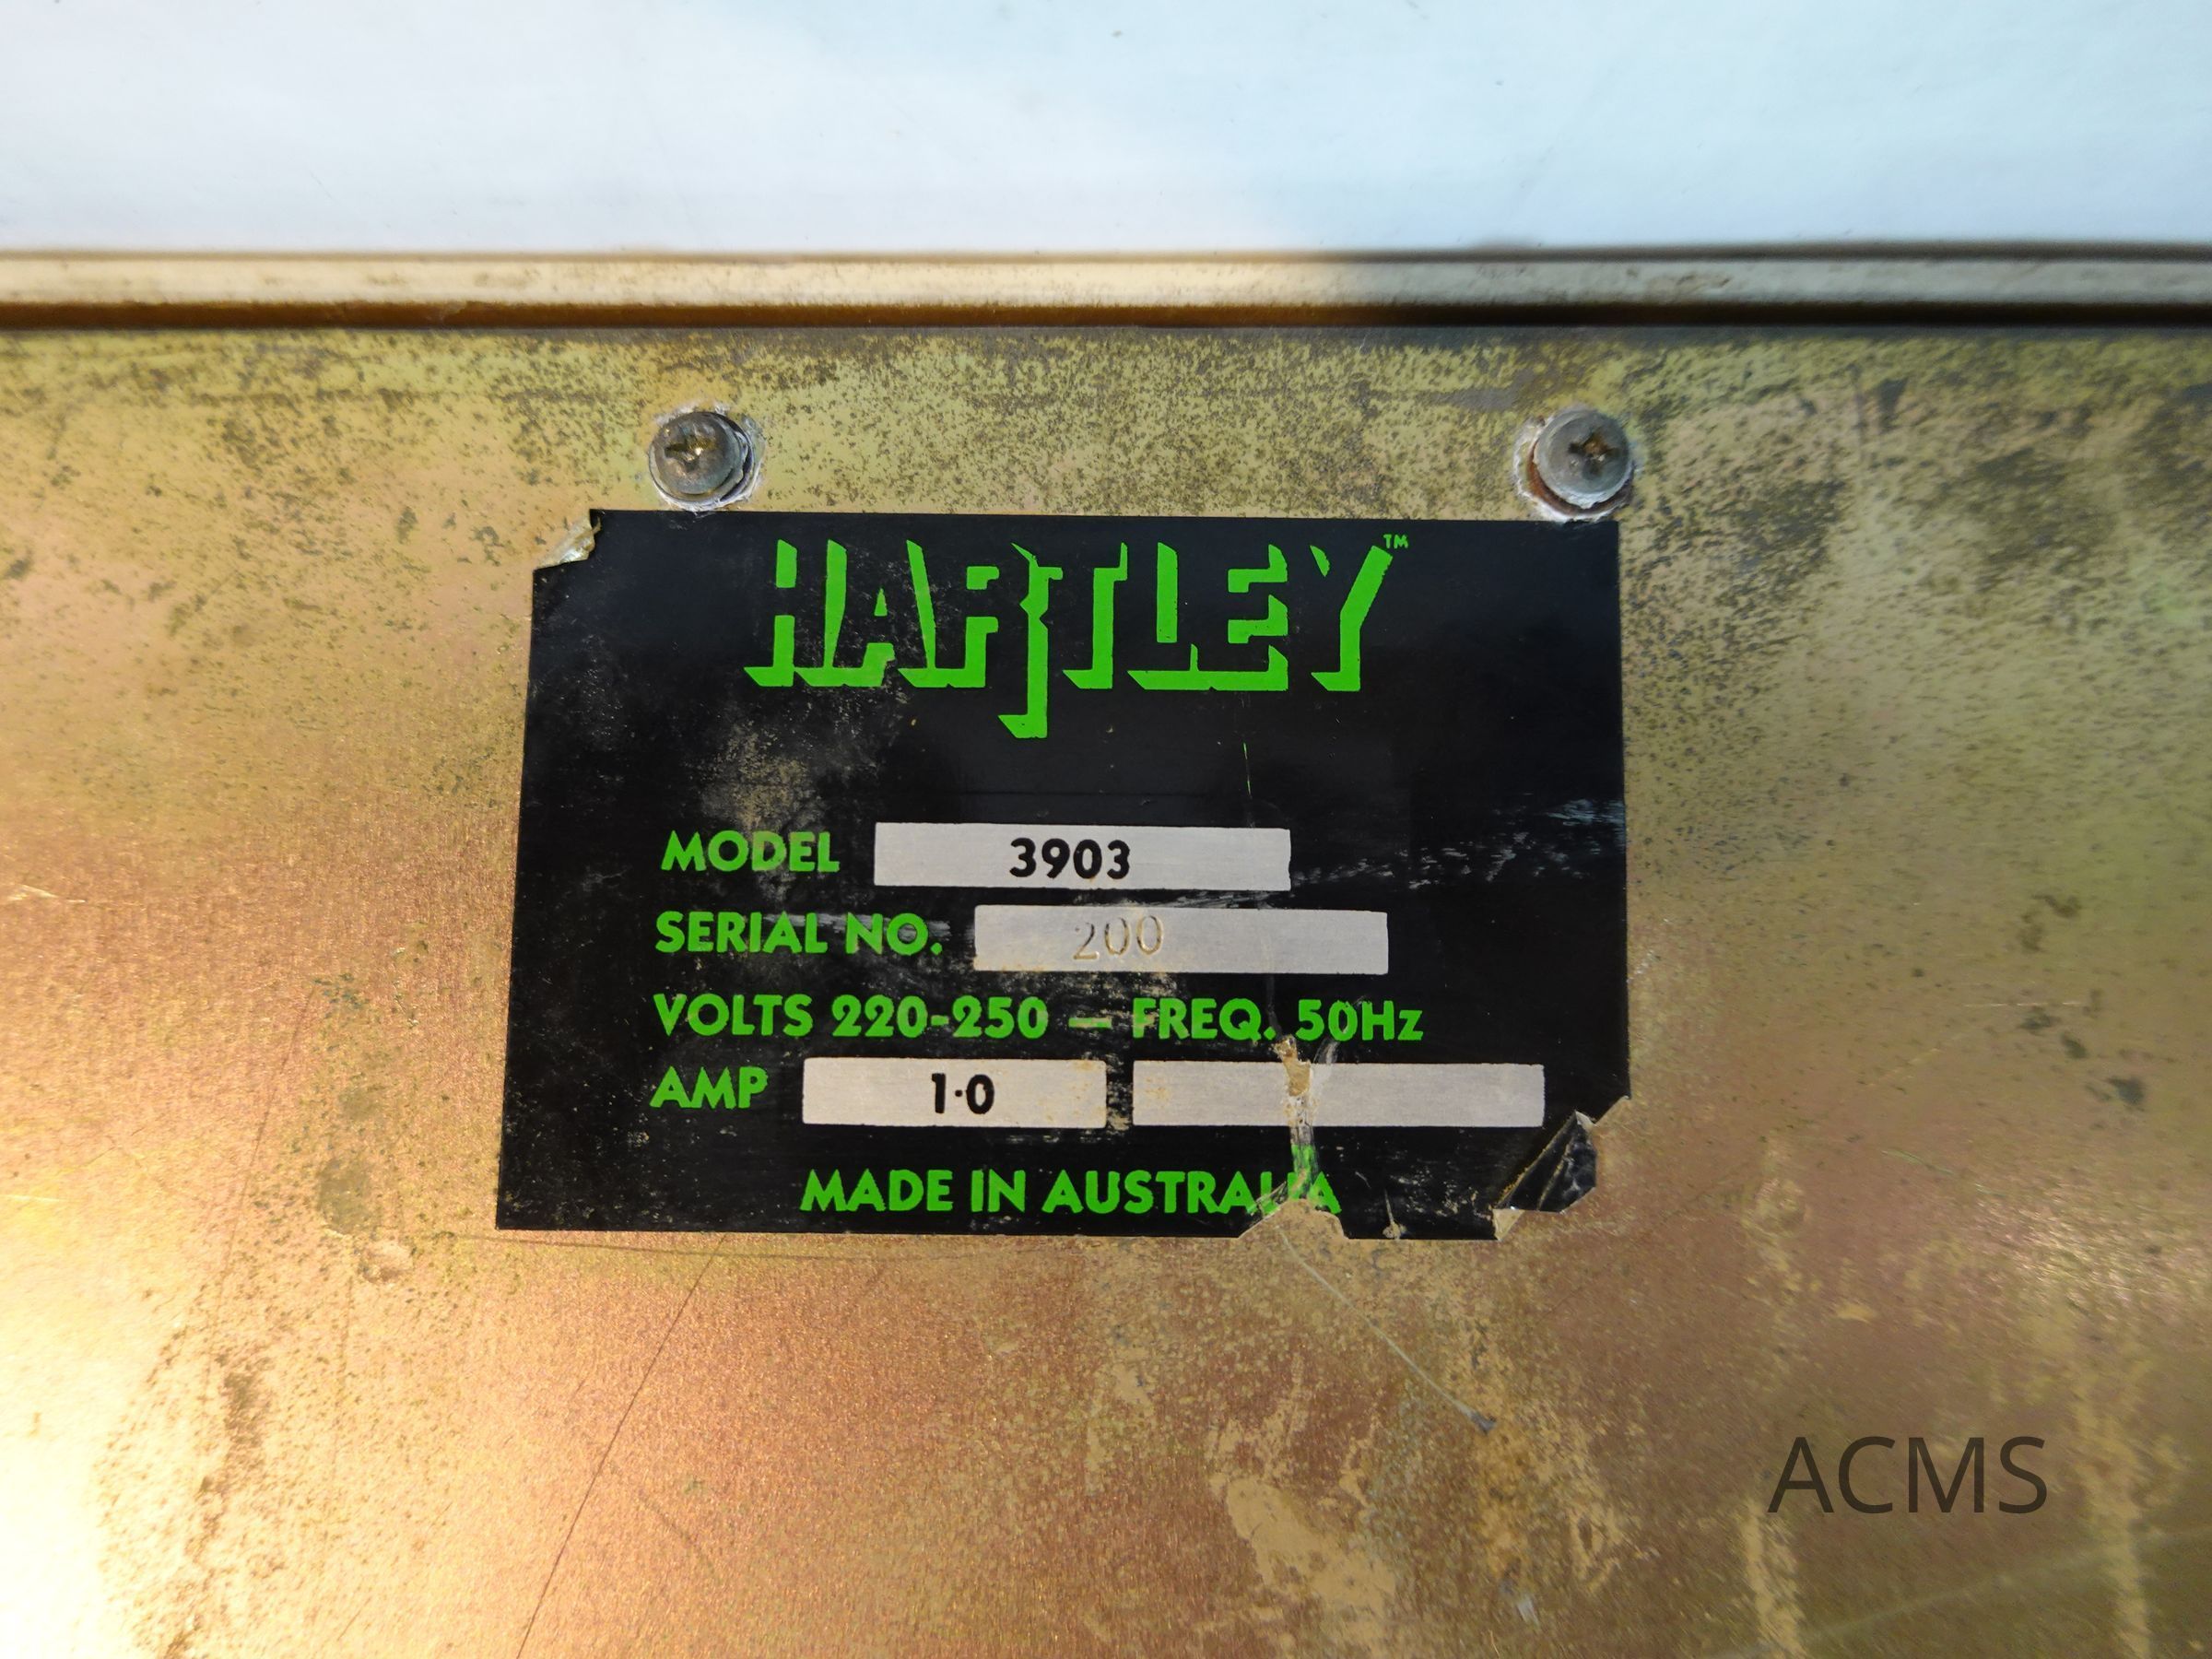 HARTLEY™
MODEL 3903
SERIAL NO. 200
VOLTS 220-250 — FREQ. 50Hz
AMP 1·0
MADE IN AUSTRALIA
ACMS